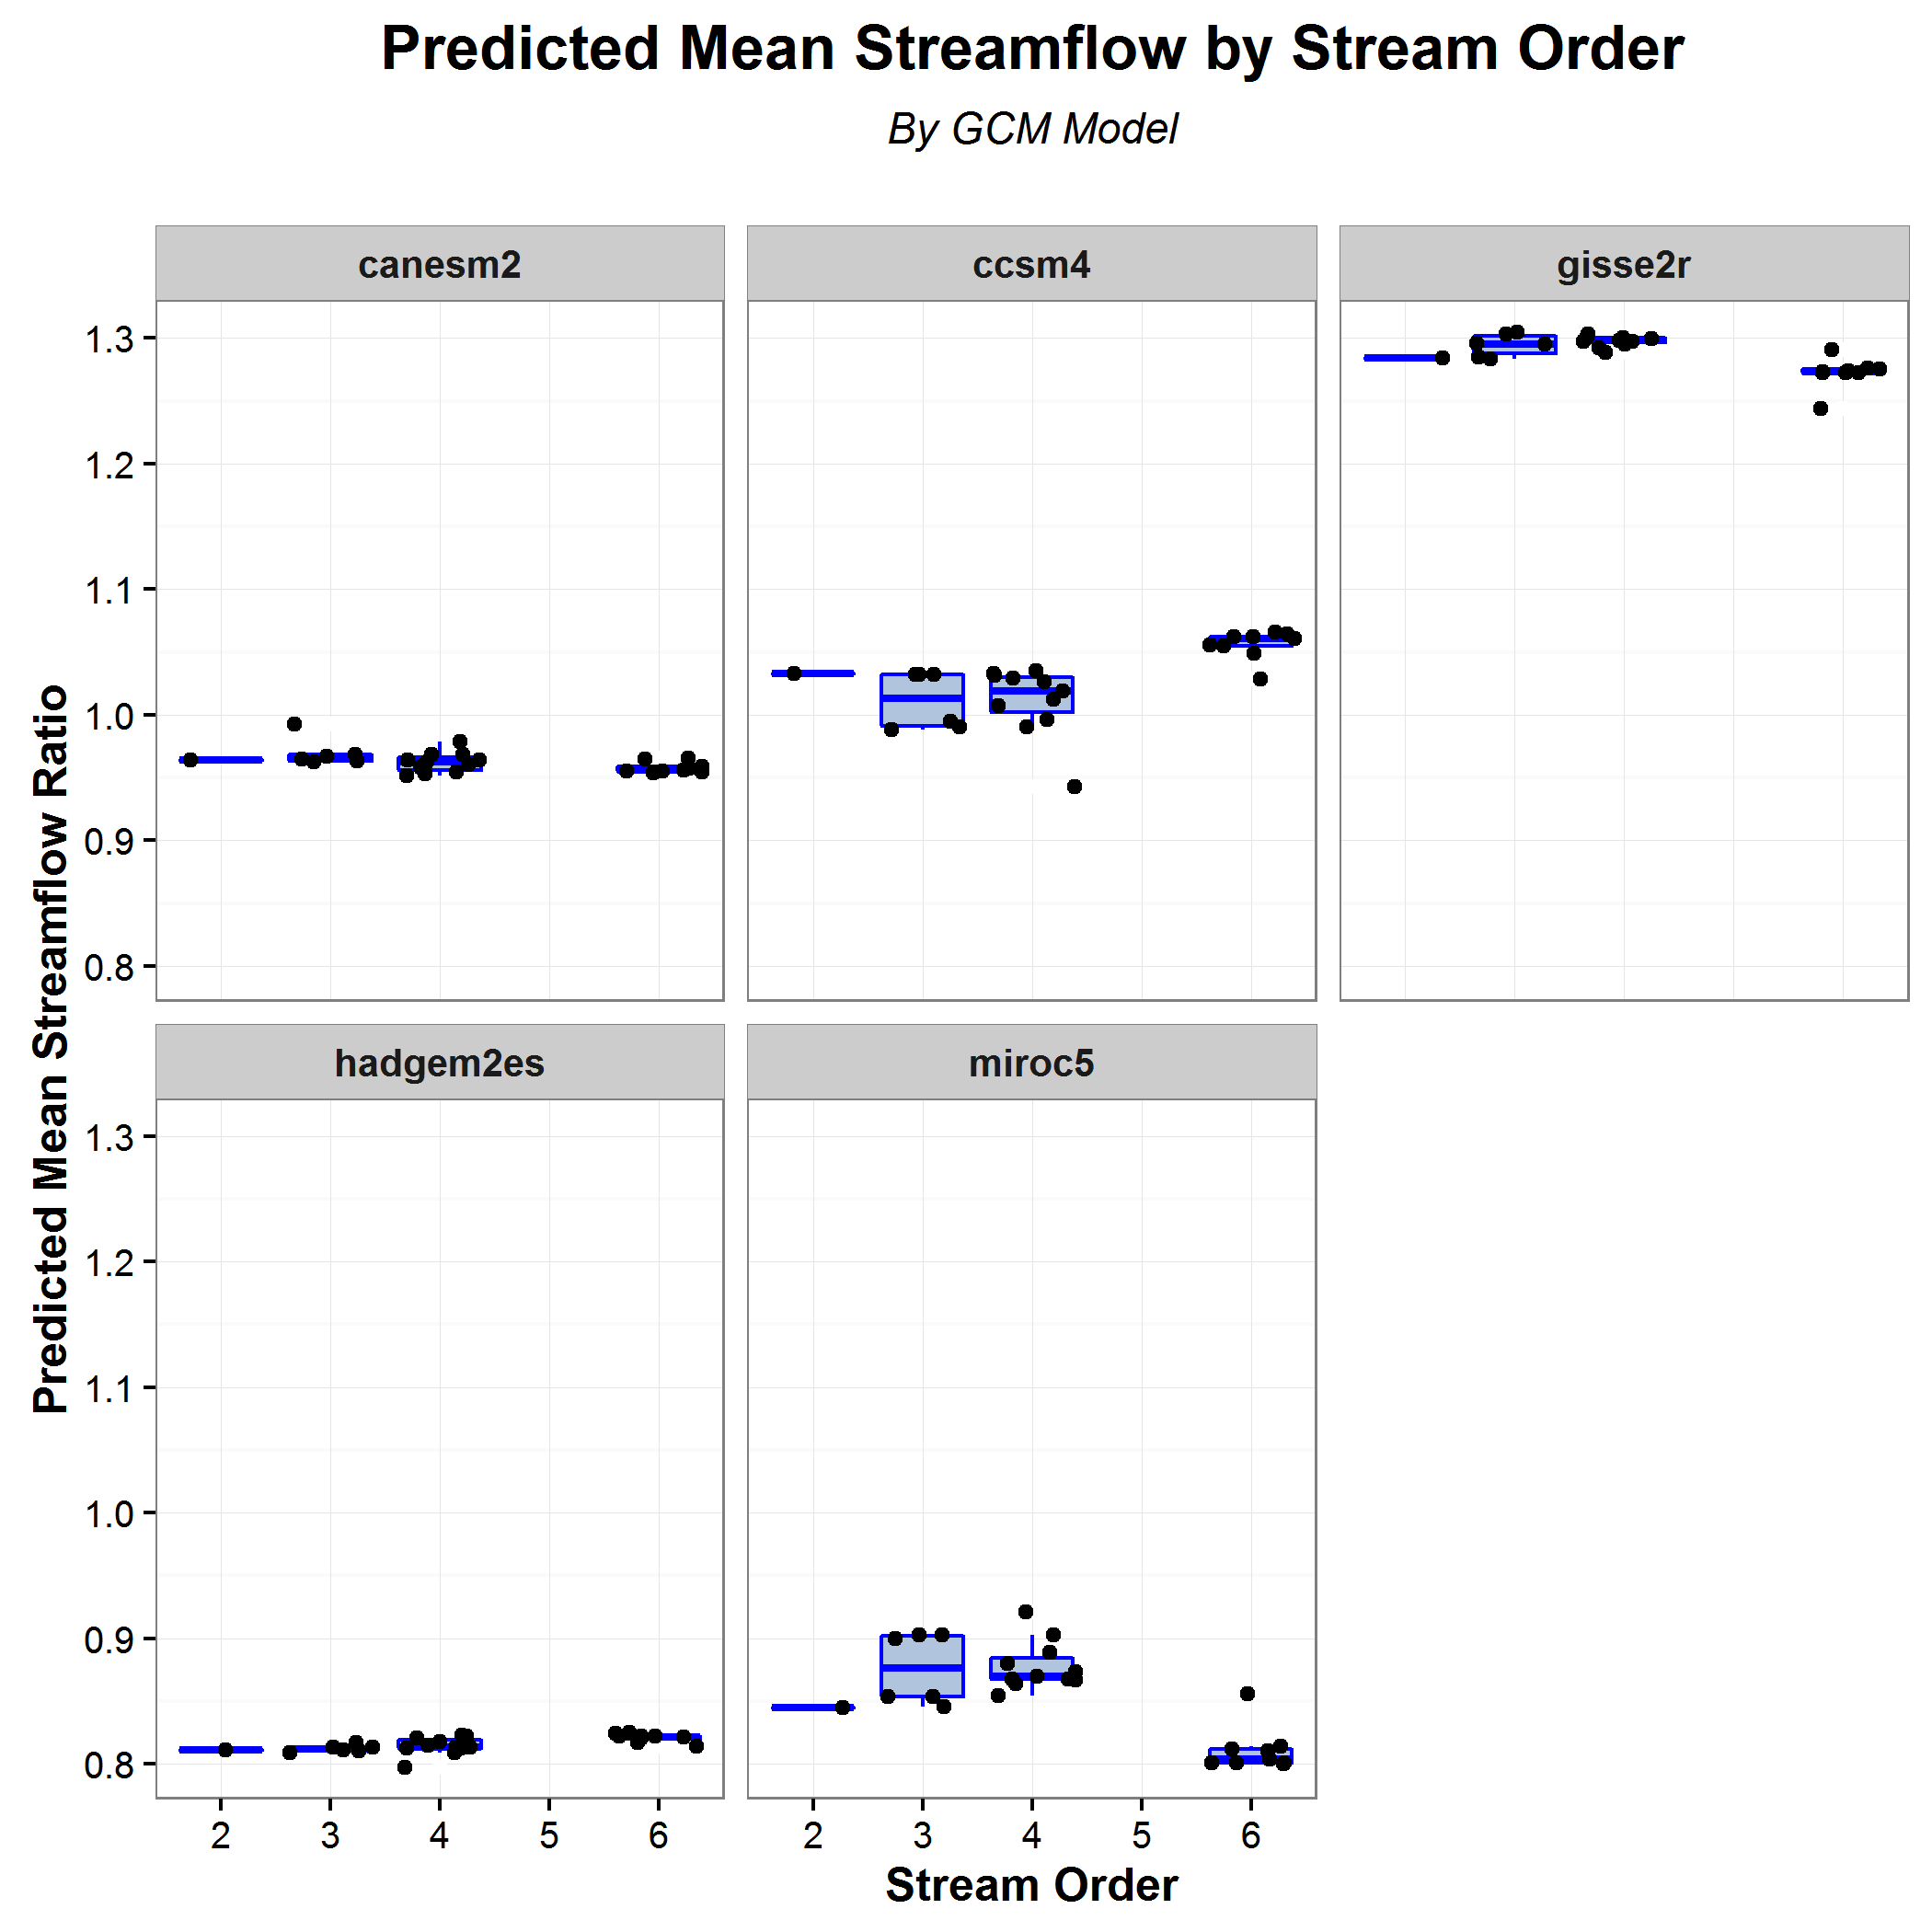 Predicted Mean Streamflow by Stream Order
By GCM Model
canesm2
ccsm4
gisse2r
1.3
1.2
1.1
1.0
0.9
0.8
hadgem2es
miroc5
1.3
1.2
1.1
1.0
0.9
0.8
2 3 4 5 6
2 3 4 5 6
Stream Order
Predicted Mean Streamflow Ratio